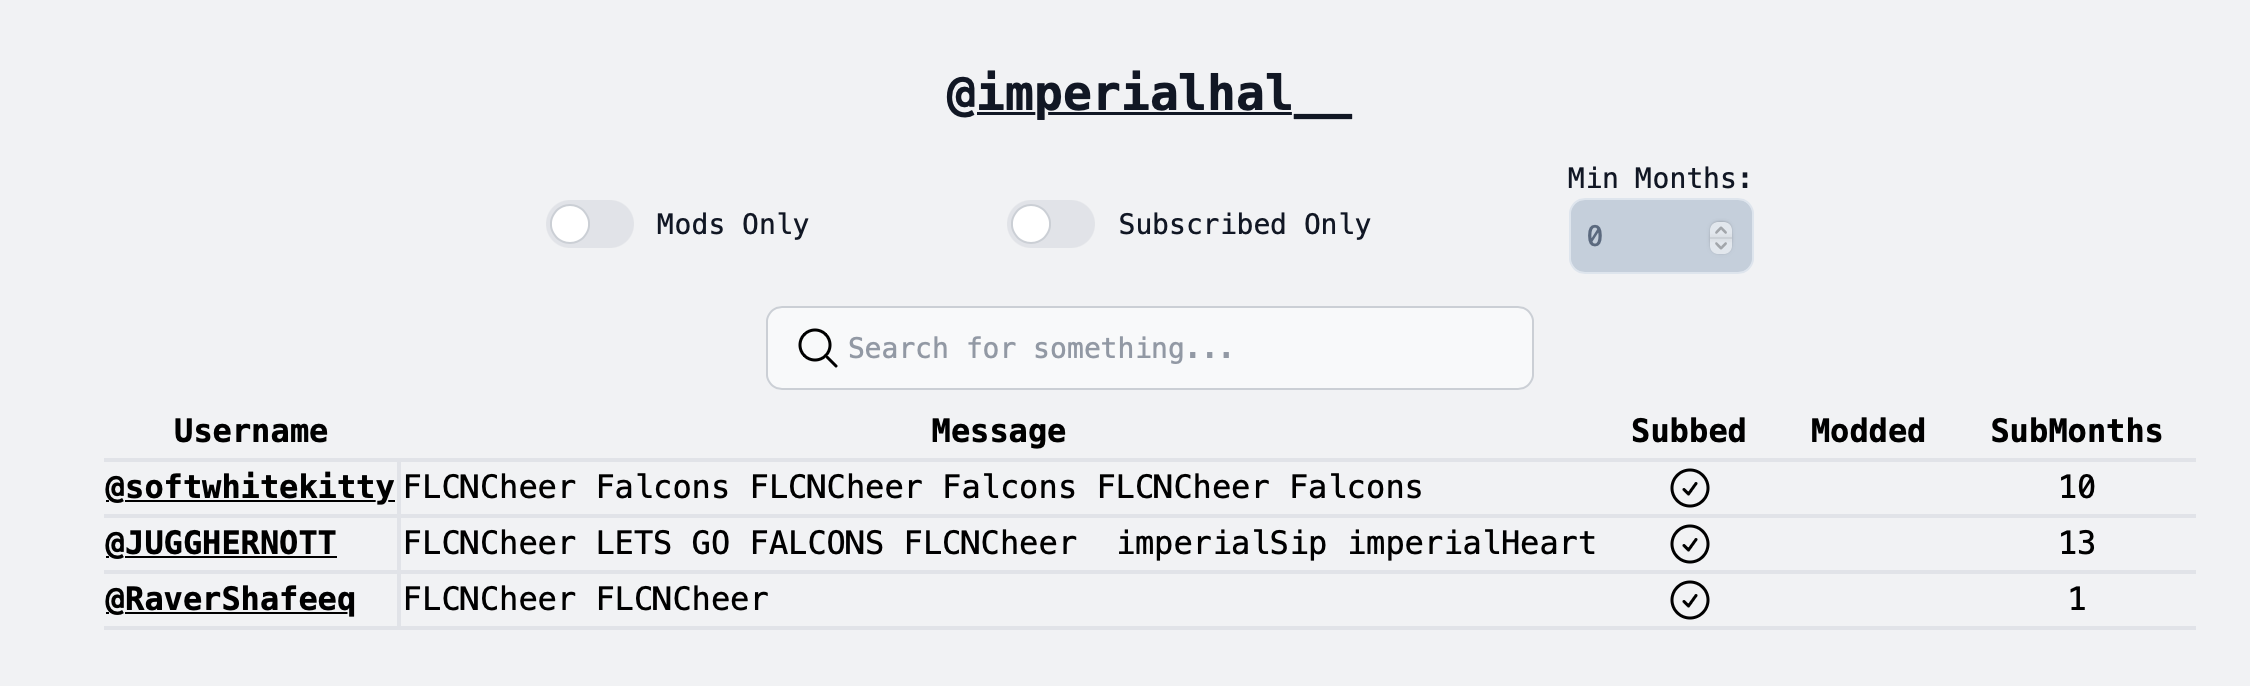 @imperialhal__
Min Months:
Mods Only Subscribed Only 0
Search for something...
Username Message Subbed Modded SubMonths
@softwhitekitty FLCNCheer Falcons FLCNCheer Falcons FLCNCheer Falcons 10
@JUGGHERNOTT FLCNCheer LETS GO FALCONS FLCNCheer  imperialSip imperialHeart 13
@RaverShafeeq FLCNCheer FLCNCheer 1